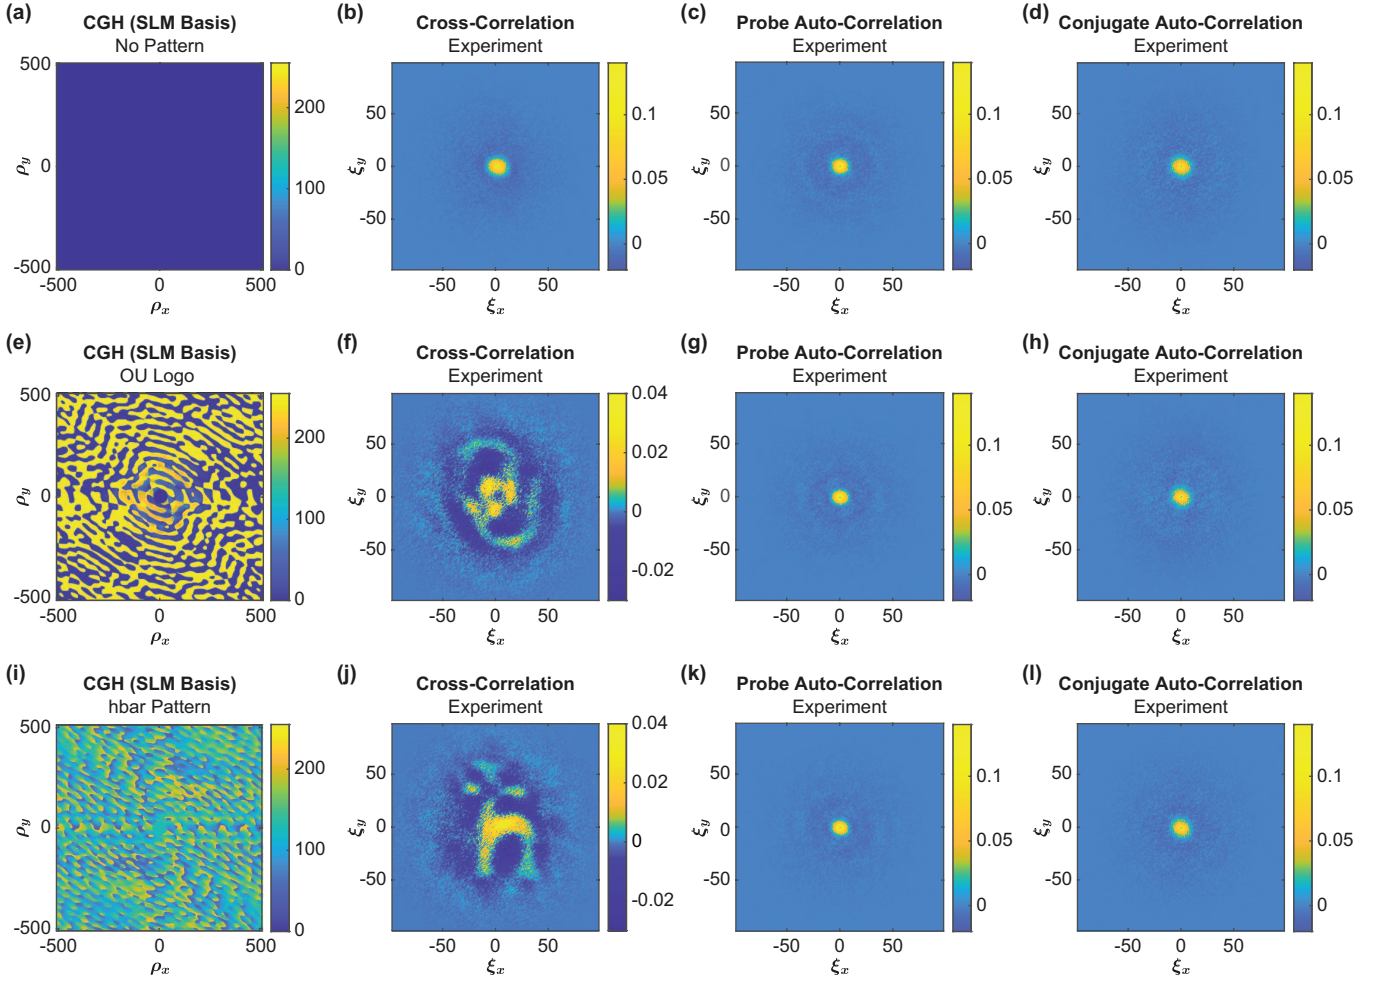 (a)
CGH (SLM Basis)
No Pattern
500
0
-500
-500 0 500
ρy
ρx
200
100
0
(b)
Cross-Correlation
Experiment
50
0
-50
-50 0 50
ξy
ξx
0.1
0.05
0
(c)
Probe Auto-Correlation
Experiment
50
0
-50
-50 0 50
ξy
ξx
0.1
0.05
0
(d)
Conjugate Auto-Correlation
Experiment
50
0
-50
-50 0 50
ξy
ξx
0.1
0.05
0
(e)
CGH (SLM Basis)
OU Logo
500
0
-500
-500 0 500
ρy
ρx
200
100
0
(f)
Cross-Correlation
Experiment
50
0
-50
-50 0 50
ξy
ξx
0.04
0.02
0
-0.02
(g)
Probe Auto-Correlation
Experiment
50
0
-50
-50 0 50
ξy
ξx
0.1
0.05
0
(h)
Conjugate Auto-Correlation
Experiment
50
0
-50
-50 0 50
ξy
ξx
0.1
0.05
0
(i)
CGH (SLM Basis)
hbar Pattern
500
0
-500
-500 0 500
ρy
ρx
200
100
0
(j)
Cross-Correlation
Experiment
50
0
-50
-50 0 50
ξy
ξx
0.04
0.02
0
-0.02
(k)
Probe Auto-Correlation
Experiment
50
0
-50
-50 0 50
ξy
ξx
0.1
0.05
0
(l)
Conjugate Auto-Correlation
Experiment
50
0
-50
-50 0 50
ξy
ξx
0.1
0.05
0